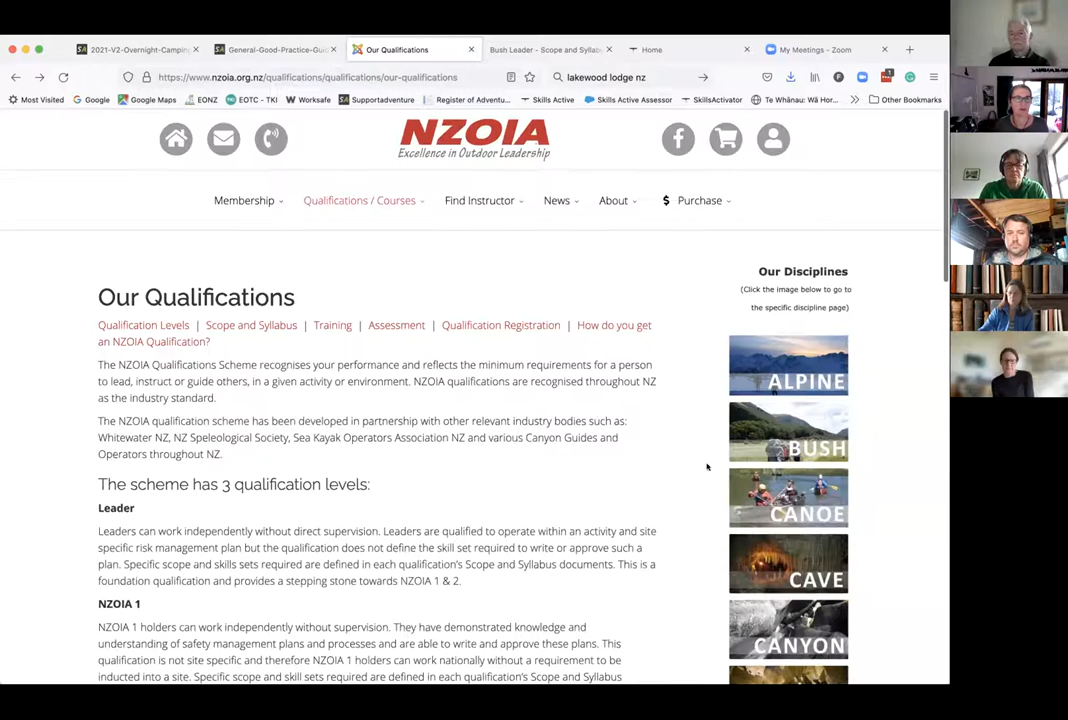 2021-V2-Overnight-Camping
General-Good-Practice-Guid
Our Qualifications
Bush Leader - Scope and Syllab
Home
My Meetings - Zoom
https://www.nzoia.org.nz/qualifications/qualifications/our-qualifications
lakewood lodge nz
Most Visited
Google
Google Maps
EONZ
EOTC - TKI
Worksafe
Supportadventure
Register of Adventu...
Skills Active
Skills Active Assessor
SkillsActivator
Te Whānau: Wā Hor...
Other Bookmarks
NZOIA
Excellence in Outdoor Leadership
Membership
Qualifications / Courses
Find Instructor
News
About
$ Purchase
Our Qualifications
Qualification Levels | Scope and Syllabus | Training | Assessment | Qualification Registration | How do you get
an NZOIA Qualification?
The NZOIA Qualifications Scheme recognises your performance and reflects the minimum requirements for a person
to lead, instruct or guide others, in a given activity or environment. NZOIA qualifications are recognised throughout NZ
as the industry standard.
The NZOIA qualification scheme has been developed in partnership with other relevant industry bodies such as:
Whitewater NZ, NZ Speleological Society, Sea Kayak Operators Association NZ and various Canyon Guides and
Operators throughout NZ.
The scheme has 3 qualification levels:
Leader
Leaders can work independently without direct supervision. Leaders are qualified to operate within an activity and site
specific risk management plan but the qualification does not define the skill set required to write or approve such a
plan. Specific scope and skills sets required are defined in each qualification's Scope and Syllabus documents. This is a
foundation qualification and provides a stepping stone towards NZOIA 1 & 2.
NZOIA 1
NZOIA 1 holders can work independently without supervision. They have demonstrated knowledge and
understanding of safety management plans and processes and are able to write and approve these plans. This
qualification is not site specific and therefore NZOIA 1 holders can work nationally without a requirement to be
inducted into a site. Specific scope and skill sets required are defined in each qualification's Scope and Syllabus
Our Disciplines
(Click the image below to go to
the specific discipline page)
ALPINE
BUSH
CANOE
CAVE
CANYON